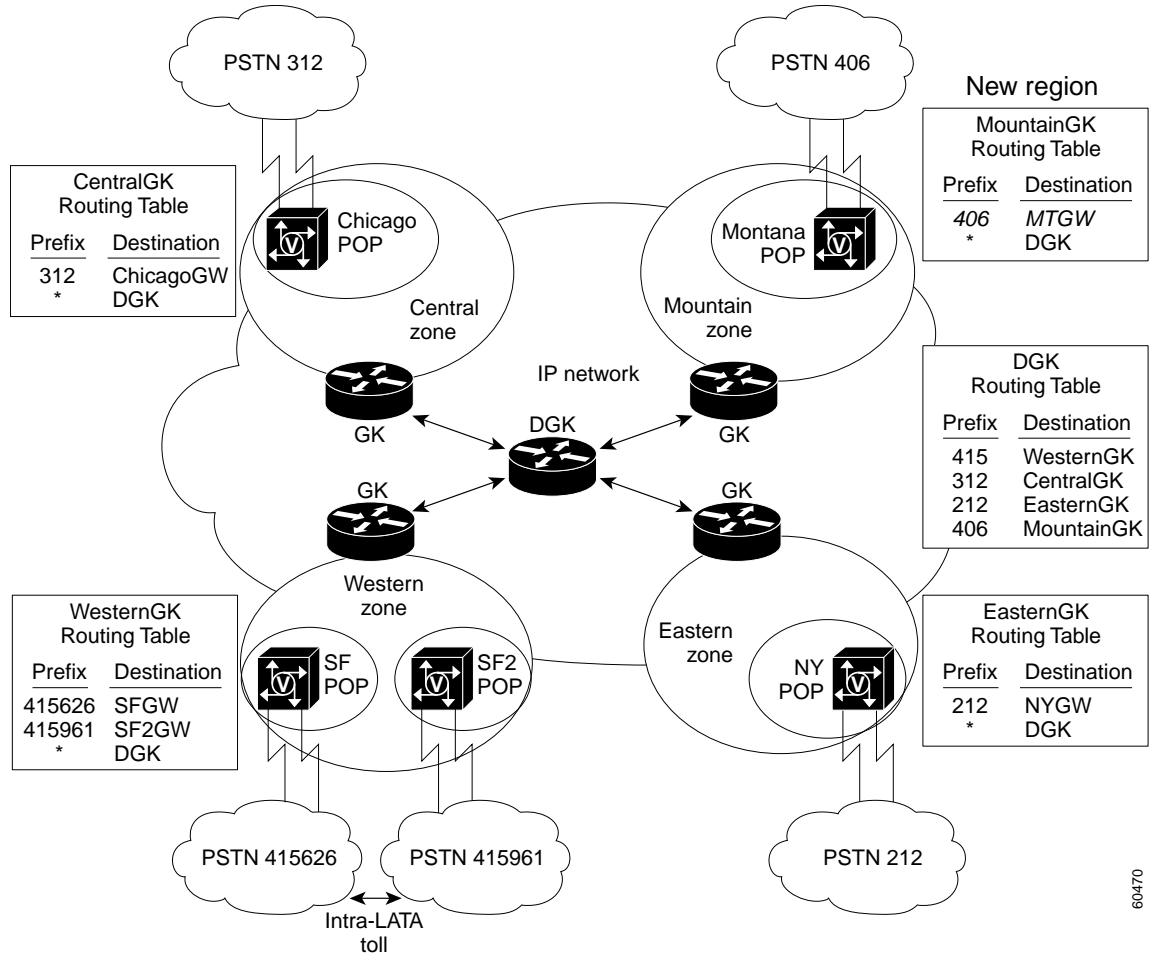 PSTN 312
PSTN 406
New region
MountainGK
Routing Table
Prefix Destination
406 MTGW
* DGK
CentralGK
Routing Table
Prefix Destination
312 ChicagoGW
* DGK
V
Chicago
POP
Montana
POP
V
Central
zone
Mountain
zone
IP network
DGK
Routing Table
Prefix Destination
415 WesternGK
312 CentralGK
212 EasternGK
406 MountainGK
GK
DGK
GK
GK
GK
Western
zone
WesternGK
Routing Table
Prefix Destination
415626 SFGW
415961 SF2GW
* DGK
V
SF
POP
V
SF2
POP
Eastern
zone
NY
POP
V
EasternGK
Routing Table
Prefix Destination
212 NYGW
* DGK
PSTN 415626
PSTN 415961
PSTN 212
Intra-LATA
toll
60470